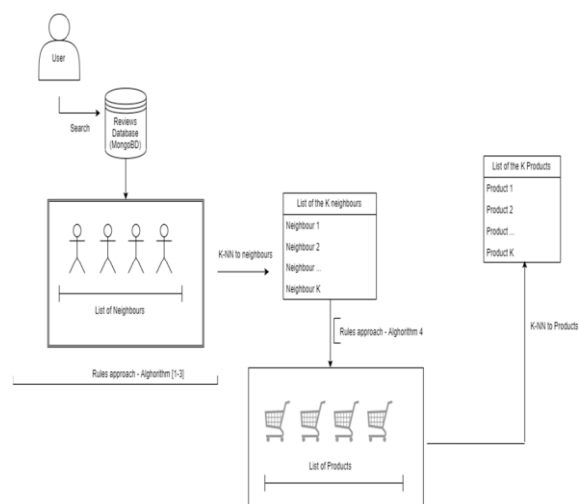 User
Search
Reviews
Database
(MongoBD)
List of Neighbours
Rules approach - Alghorithm [1-3]
K-NN to neighbours
List of the K neighbours
Neighbour 1
Neighbour 2
Neighbour ...
Neighbour K
Rules approach - Alghorithm 4
List of Products
K-NN to Products
List of the K Products
Product 1
Product 2
Product ...
Product K